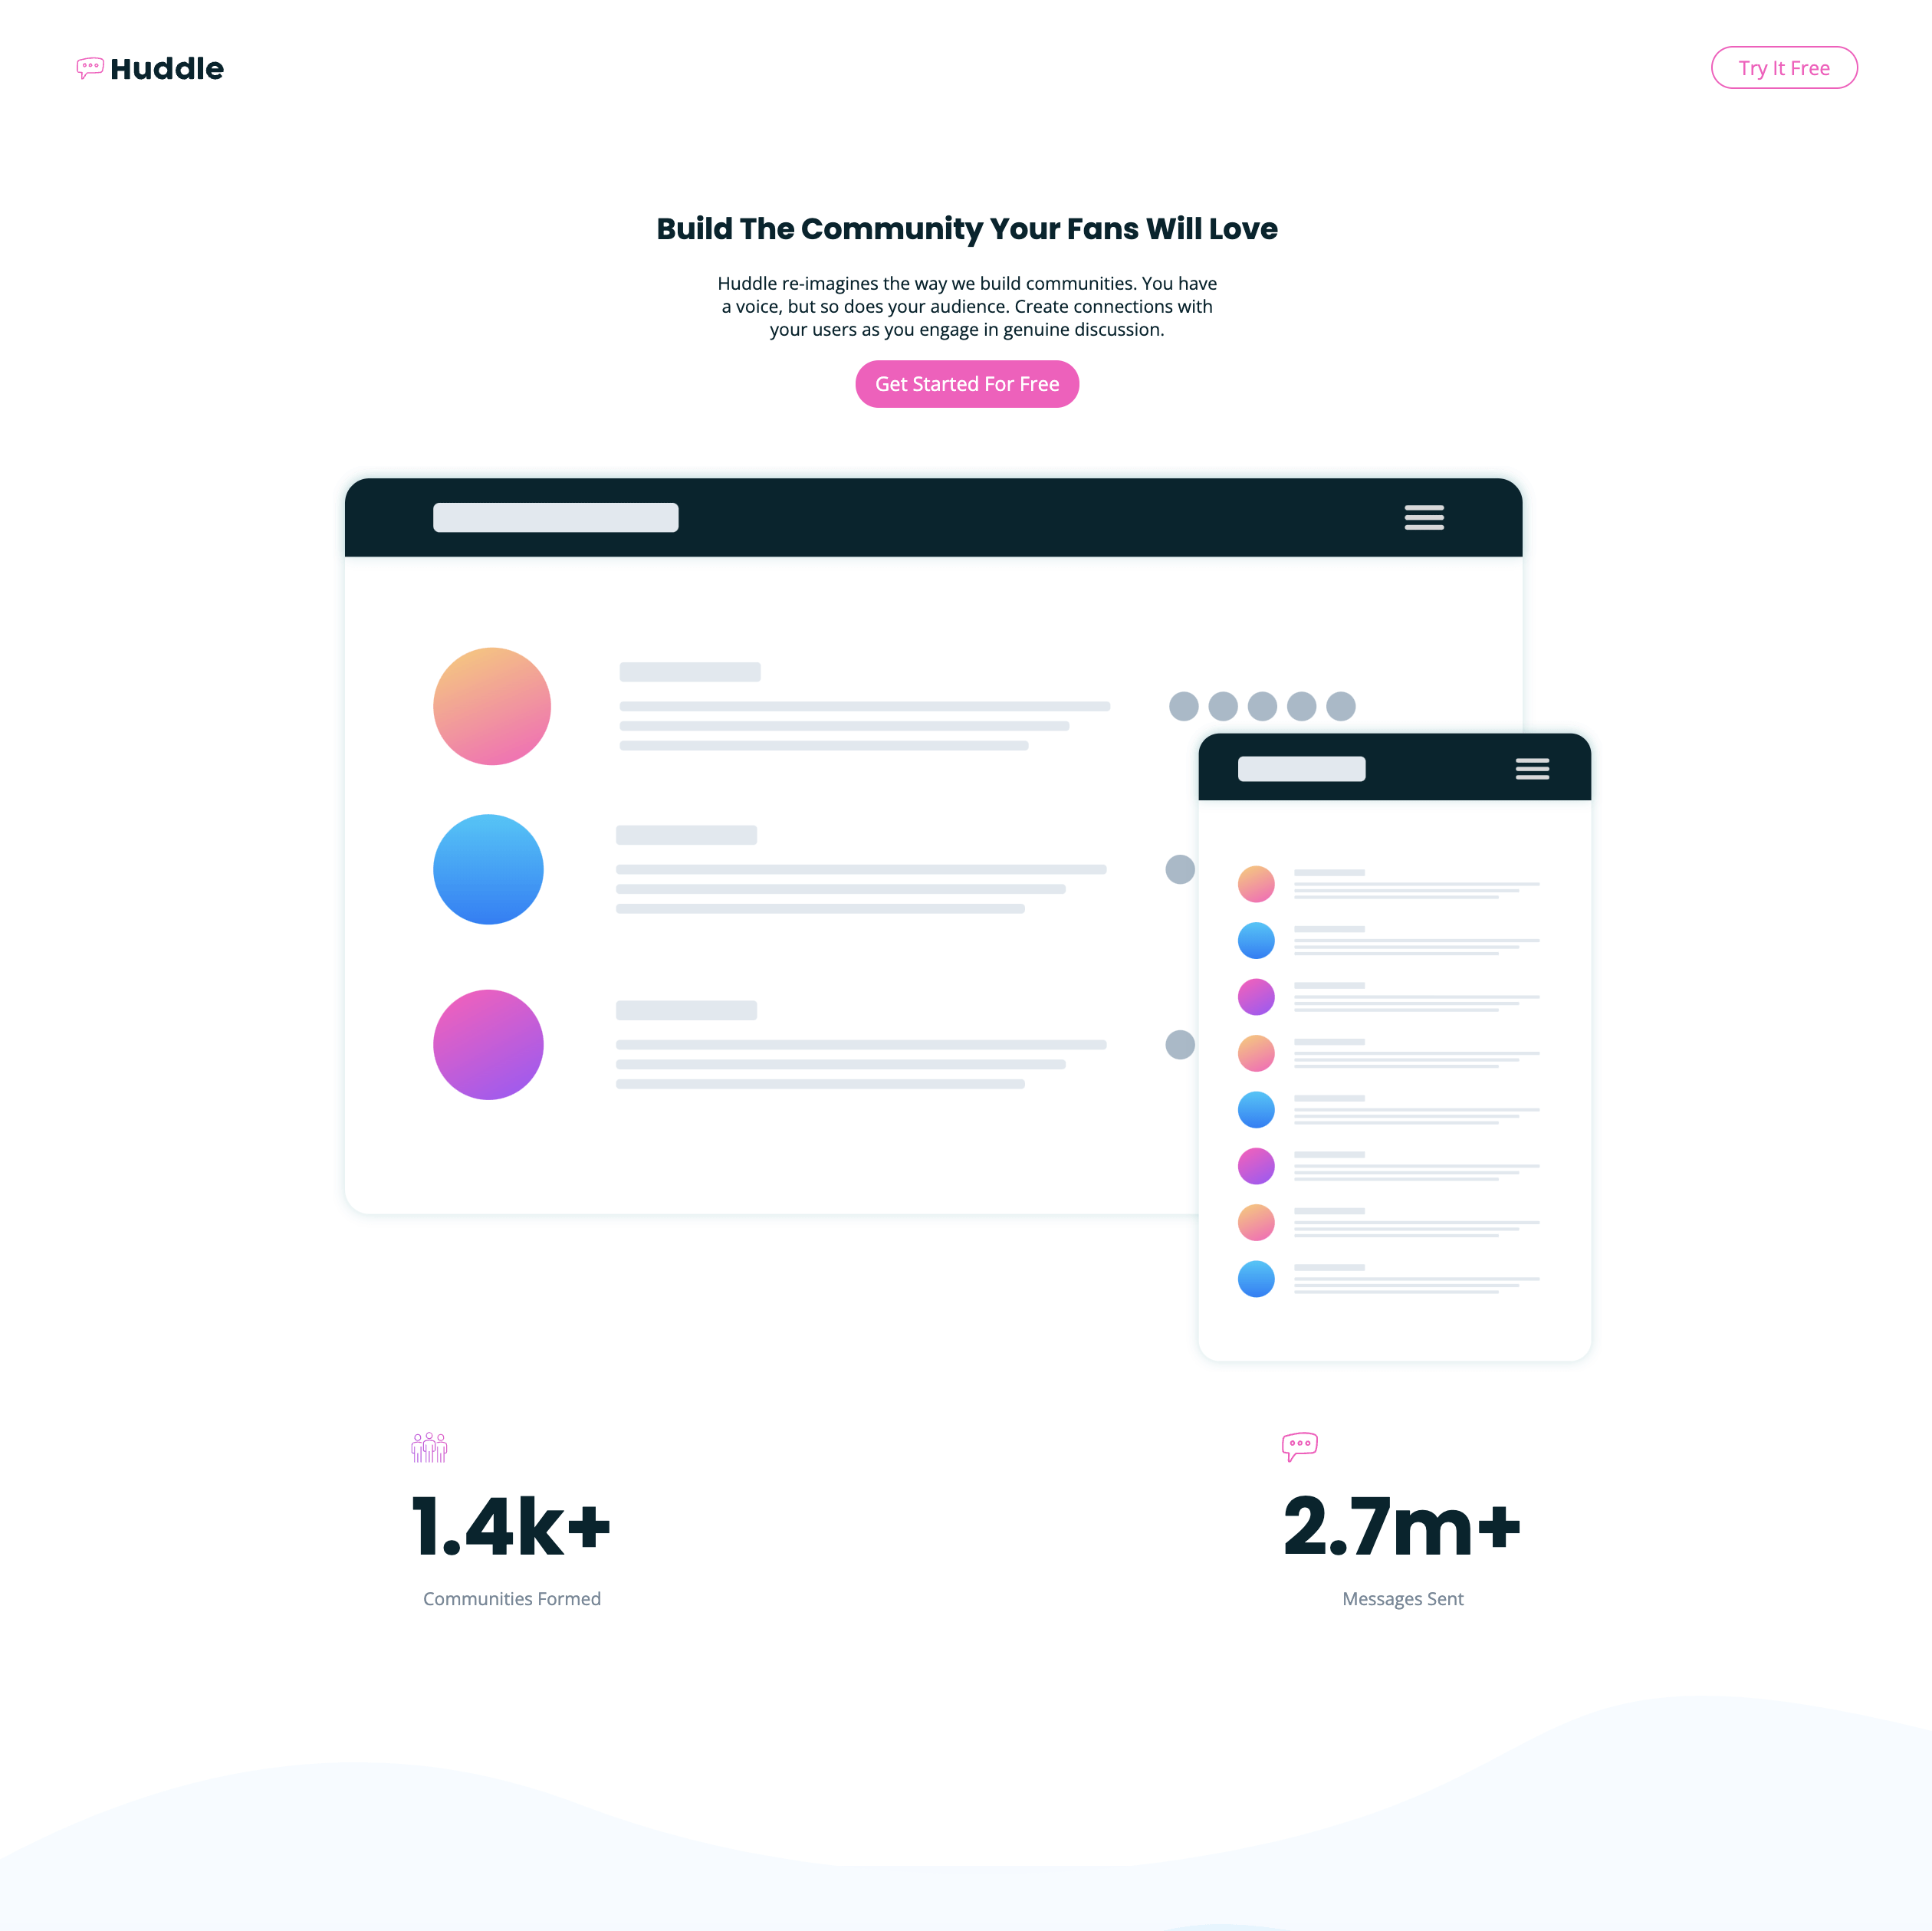 Huddle
Try It Free
Build The Community Your Fans Will Love
Huddle re-imagines the way we build communities. You have
a voice, but so does your audience. Create connections with
your users as you engage in genuine discussion.
Get Started For Free
1.4k+
2.7m+
Communities Formed
Messages Sent